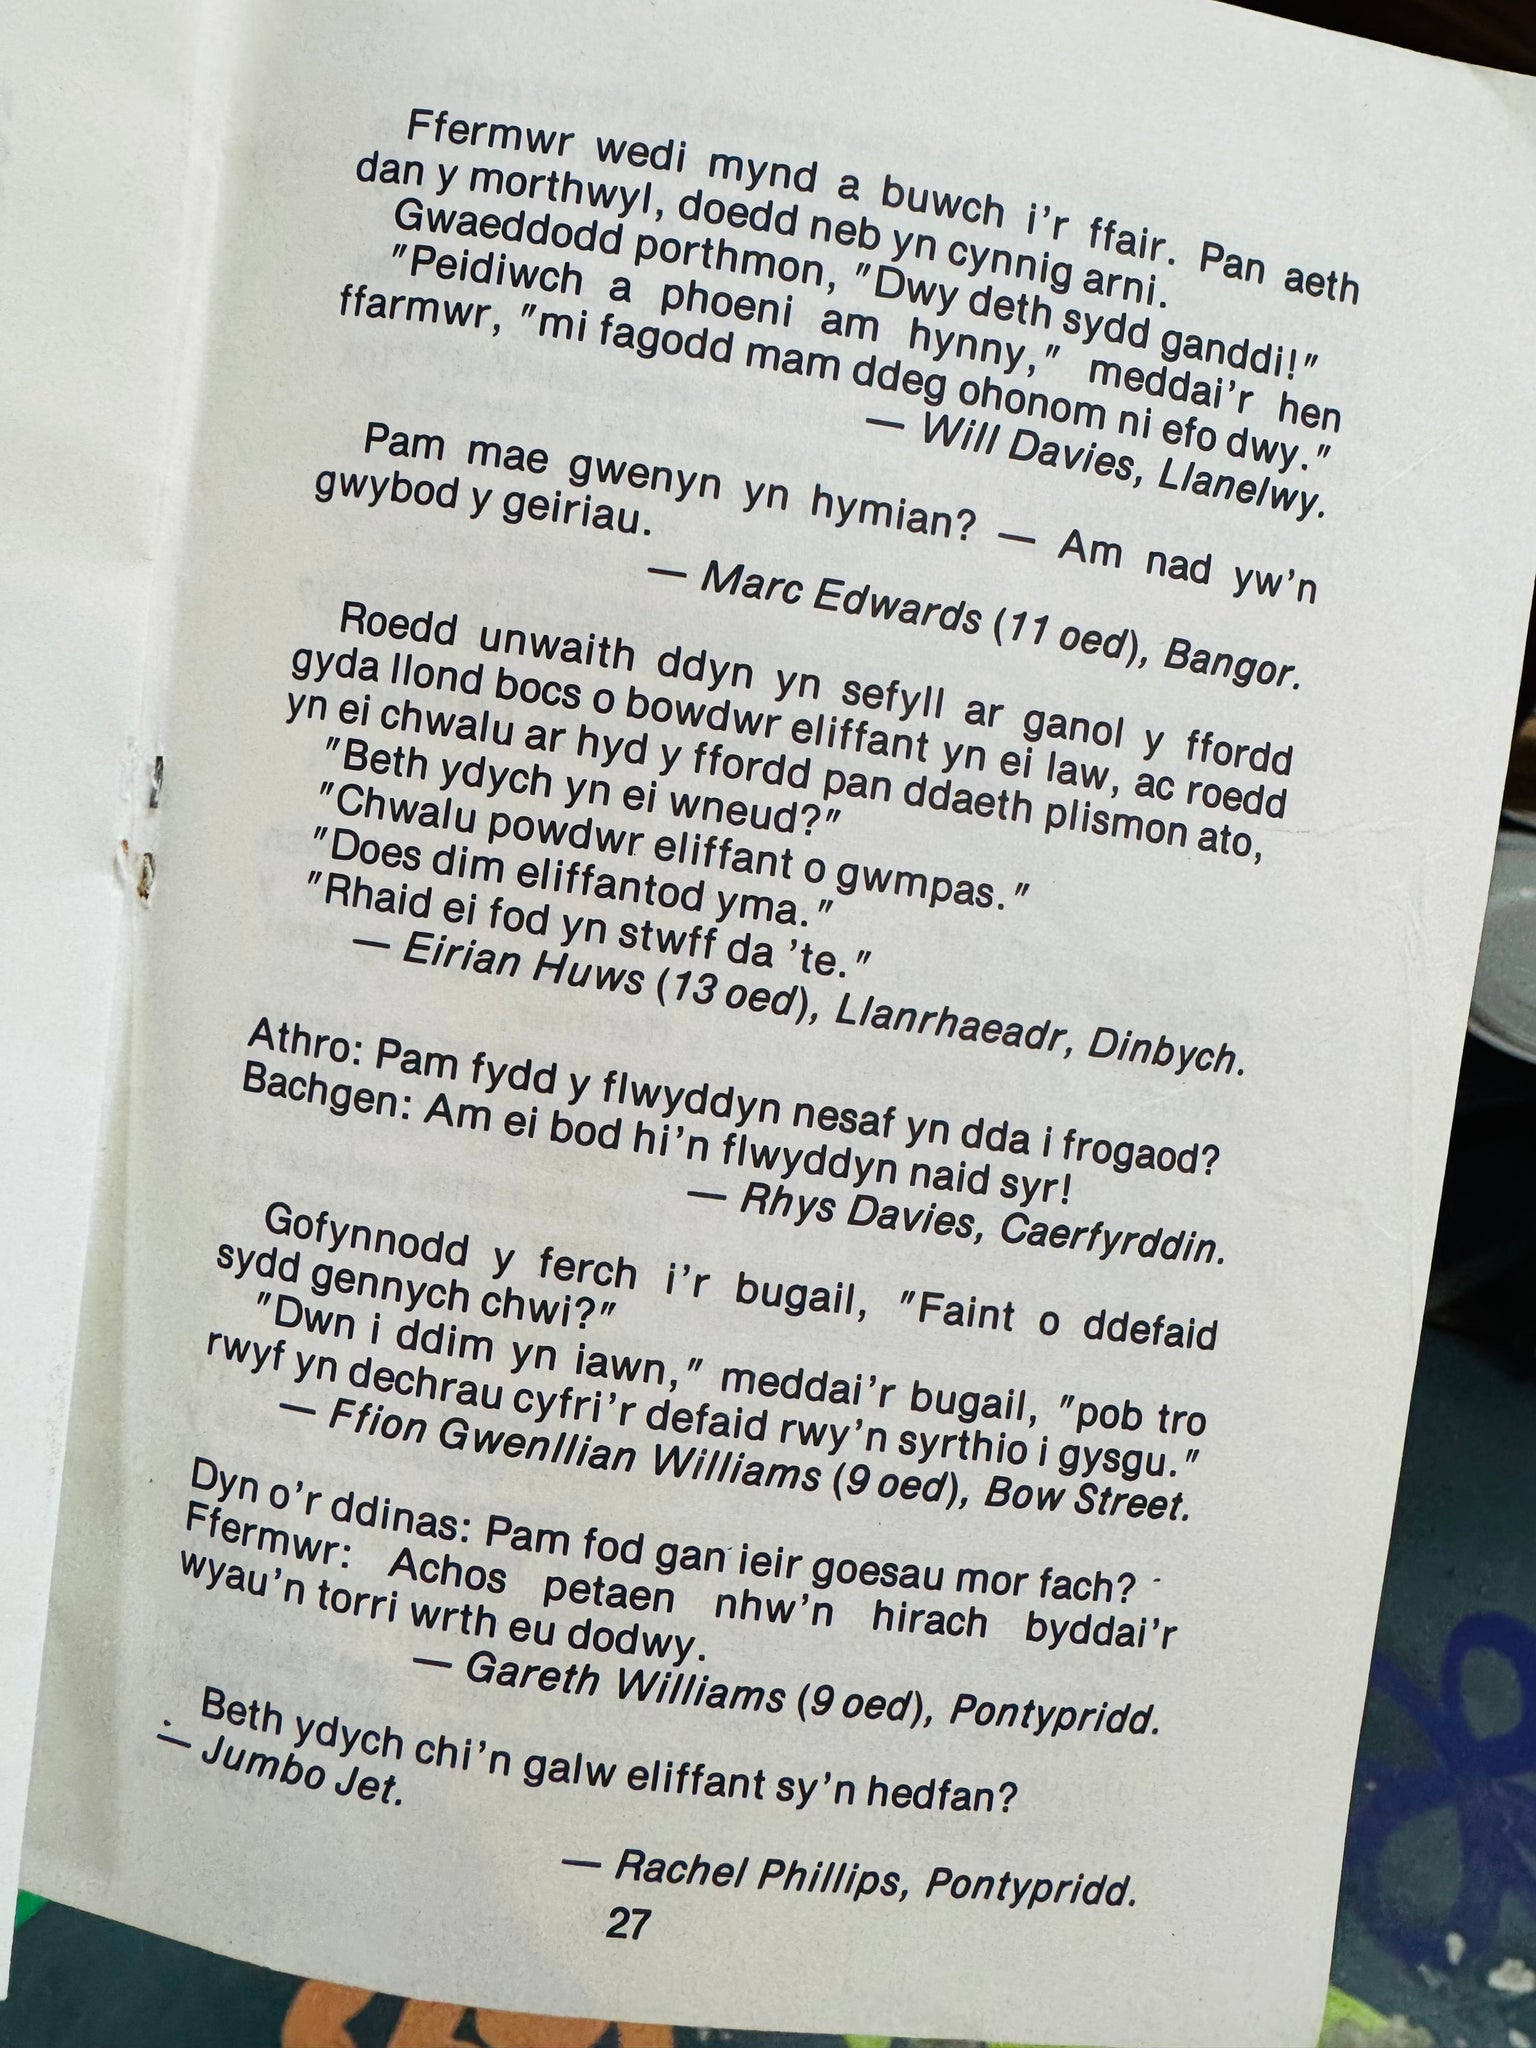 Ffermwr wedi mynd a buwch i'r ffair. Pan aeth
dan y morthwyl, doedd neb yn cynnig arni.
Gwaeddodd porthmon, "Dwy deth sydd ganddi!"
"Peidiwch a phoeni am hynny," meddai'r hen
ffarmwr, "mi fagodd mam ddeg ohonom ni efo dwy."
— Will Davies, Llanelwy.
Pam mae gwenyn yn hymian? — Am nad yw'n
gwybod y geiriau.
— Marc Edwards (11 oed), Bangor.
Roedd unwaith ddyn yn sefyll ar ganol y ffordd
gyda llond bocs o bowdwr eliffant yn ei law, ac roedd
yn ei chwalu ar hyd y ffordd pan ddaeth plismon ato,
"Beth ydych yn ei wneud?"
"Chwalu powdwr eliffant o gwmpas."
"Does dim eliffantod yma."
"Rhaid ei fod yn stwff da 'te."
— Eirian Huws (13 oed), Llanrhaeadr, Dinbych.
Athro: Pam fydd y flwyddyn nesaf yn dda i frogaod?
Bachgen: Am ei bod hi'n flwyddyn naid syr!
— Rhys Davies, Caerfyrddin.
Gofynnodd y ferch i'r bugail, "Faint o ddefaid
sydd gennych chwi?"
"Dwn i ddim yn iawn," meddai'r bugail, "pob tro
rwyf yn dechrau cyfri'r defaid rwy'n syrthio i gysgu."
— Ffion Gwenllian Williams (9 oed), Bow Street.
Dyn o'r ddinas: Pam fod gan ieir goesau mor fach?
Ffermwr: Achos petaen nhw'n hirach byddai'r
wyau'n torri wrth eu dodwy.
— Gareth Williams (9 oed), Pontypridd.
Beth ydych chi'n galw eliffant sy'n hedfan?
— Jumbo Jet.
— Rachel Phillips, Pontypridd.
27